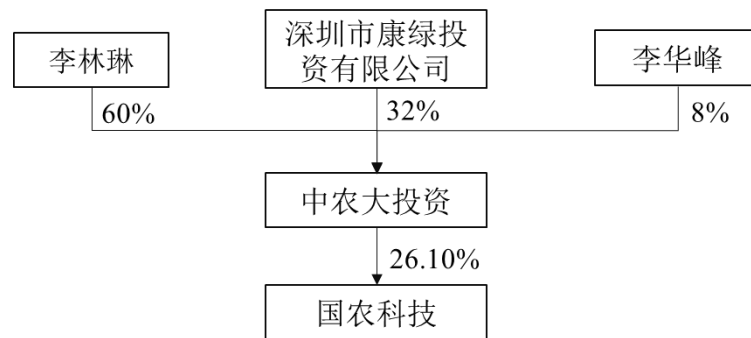 李林琳
深圳市康绿投
资有限公司
李华峰
60%
32%
8%
中农大投资
26.10%
国农科技